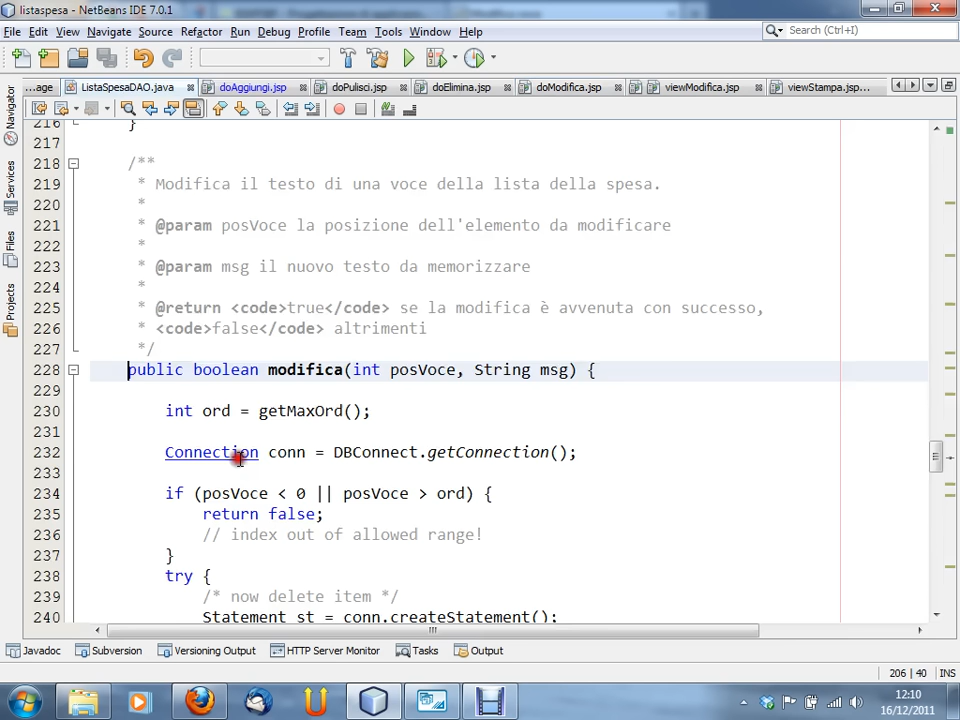 listaspesa - NetBeans IDE 7.0.1
File Edit View Navigate Source Refactor Run Debug Profile Team Tools Window Help
Search (Ctrl+I)
...age ListaSpesaDAO.java doAggiungi.jsp doPulisci.jsp doElimina.jsp doModifica.jsp viewModifica.jsp viewStampa.jsp...
Navigator
Services
Files
Projects
216 }
217
218 /**
219 * Modifica il testo di una voce della lista della spesa.
220 *
221 * @param posVoce la posizione dell'elemento da modificare
222 *
223 * @param msg il nuovo testo da memorizzare
224 *
225 * @return <code>true</code> se la modifica è avvenuta con successo,
226 * <code>false</code> altrimenti
227 */
228 public boolean modifica(int posVoce, String msg) {
229
230 int ord = getMaxOrd();
231
232 Connection conn = DBConnect.getConnection();
233
234 if (posVoce < 0 || posVoce > ord) {
235 return false;
236 // index out of allowed range!
237 }
238 try {
239 /* now delete item */
240 Statement st = conn.createStatement();
Javadoc Subversion Versioning Output HTTP Server Monitor Tasks Output
206 | 40 INS
12:10
16/12/2011